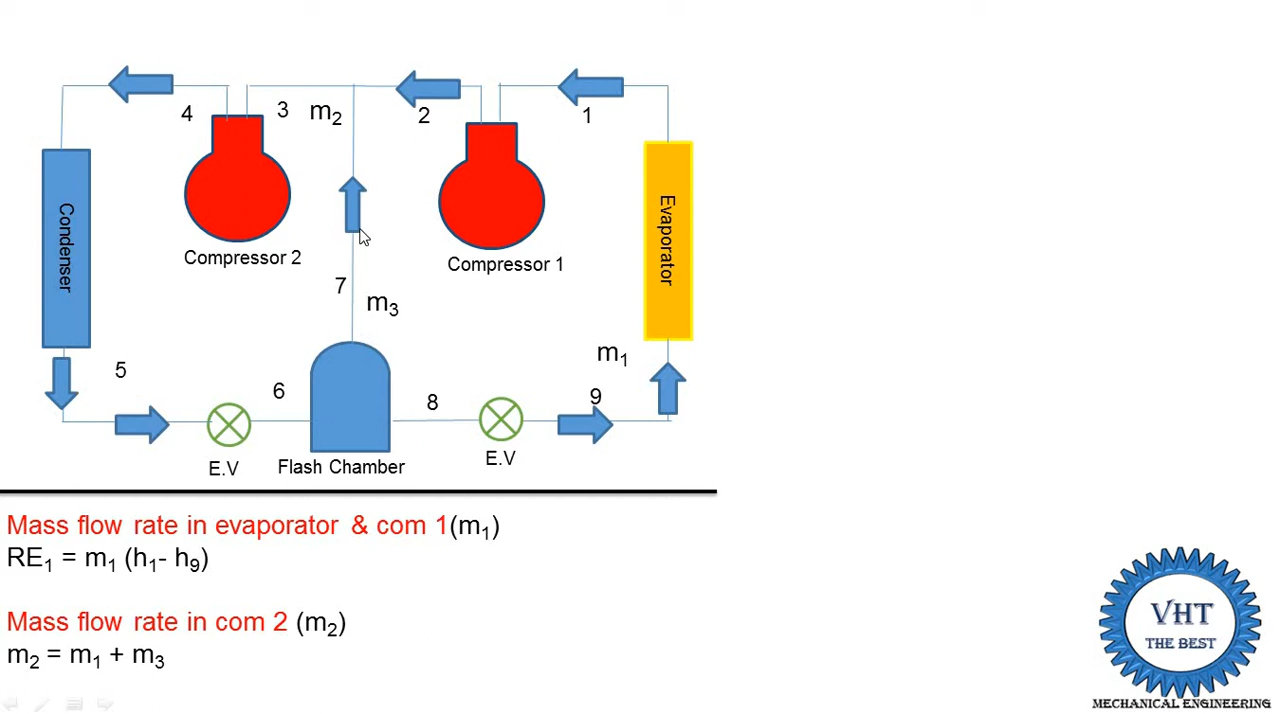 4
3
m₂
2
1
Condenser
Compressor 2
Compressor 1
Evaporator
7
m₃
m₁
5
6
8
9
E.V
Flash Chamber
E.V
Mass flow rate in evaporator & com 1(m₁)
RE₁ = m₁ (h₁- h₉)
Mass flow rate in com 2 (m₂)
m₂ = m₁ + m₃
VHT
THE BEST
MECHANICAL ENGINEERING